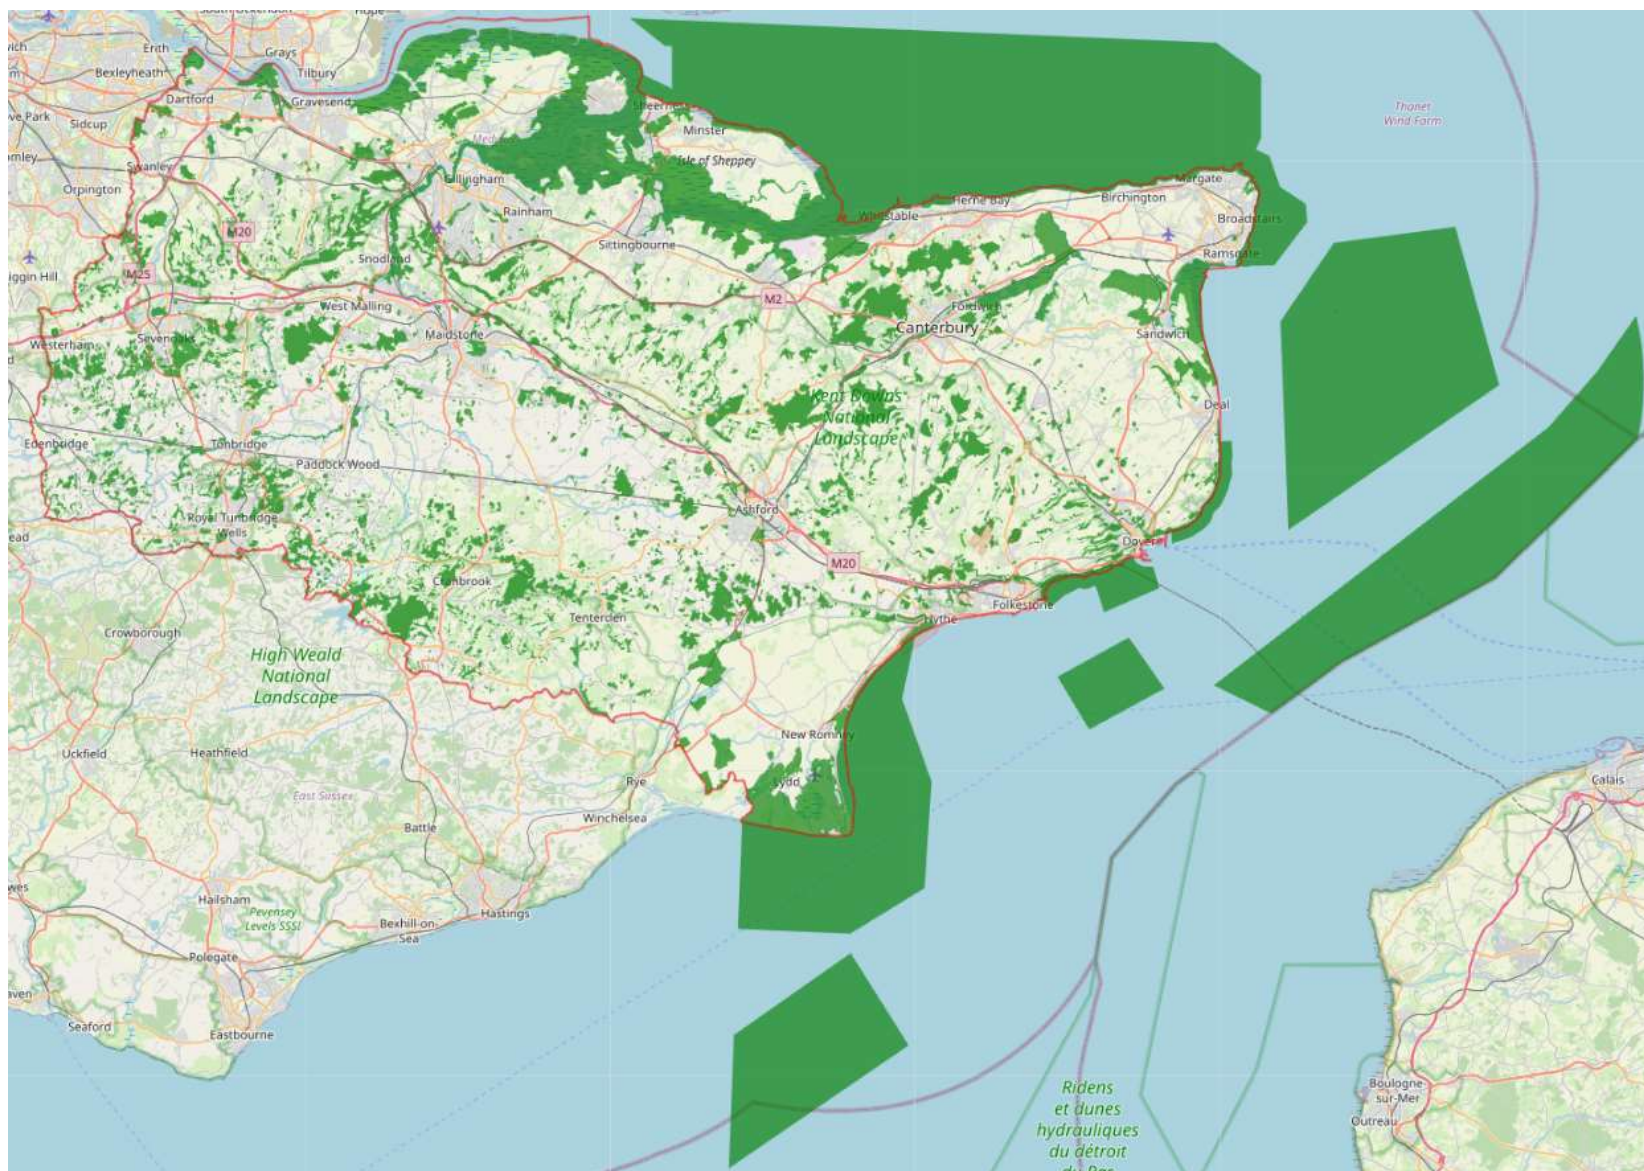 Erith
Grays
Bexleyheath
Tilbury
Dartford
Gravesend
Sidcup
Swanley
Orpington
Gillingham
Rainham
Minster
Isle of Sheppey
Thanet
Wind Farm
Margate
Birchington
Herne Bay
Whitstable
Broadstairs
Ramsgate
M20
Sittingbourne
Snodland
M25
M2
West Malling
Maidstone
Fordwich
Canterbury
Sandwich
Westerham
Sevenoaks
Kent Downs
National
Landscape
Deal
Edenbridge
Tonbridge
Paddock Wood
Royal Tunbridge
Wells
Ashford
Dover
M20
Cranbrook
Tenterden
Folkestone
Hythe
Crowborough
High Weald
National
Landscape
New Romney
Uckfield
Heathfield
Rye
Lydd
Calais
East Sussex
Winchelsea
Battle
Hailsham
Pevensey
Levels SSSI
Bexhill-on-
Sea
Hastings
Polegate
Seaford
Eastbourne
Ridens
et dunes
hydrauliques
du détroit
du Pas
Boulogne-
sur-Mer
Outreau